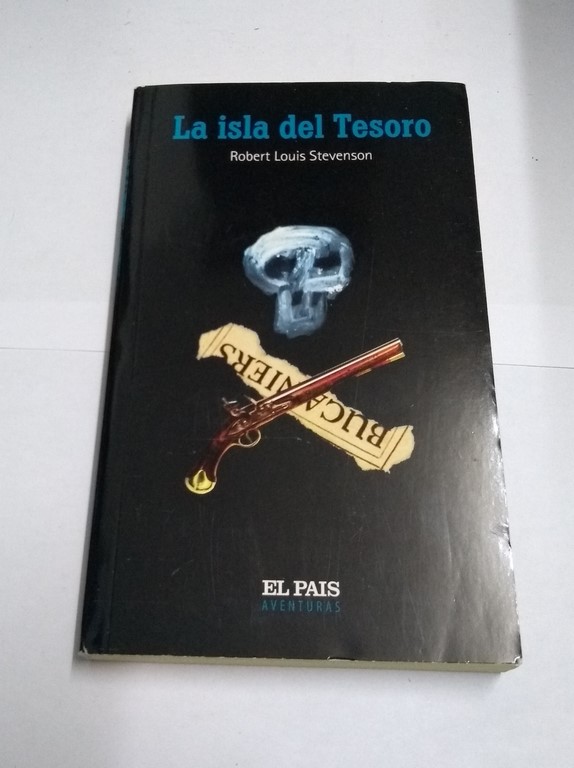 La isla del Tesoro
Robert Louis Stevenson
BUCANIERS
EL PAIS
AVENTURAS